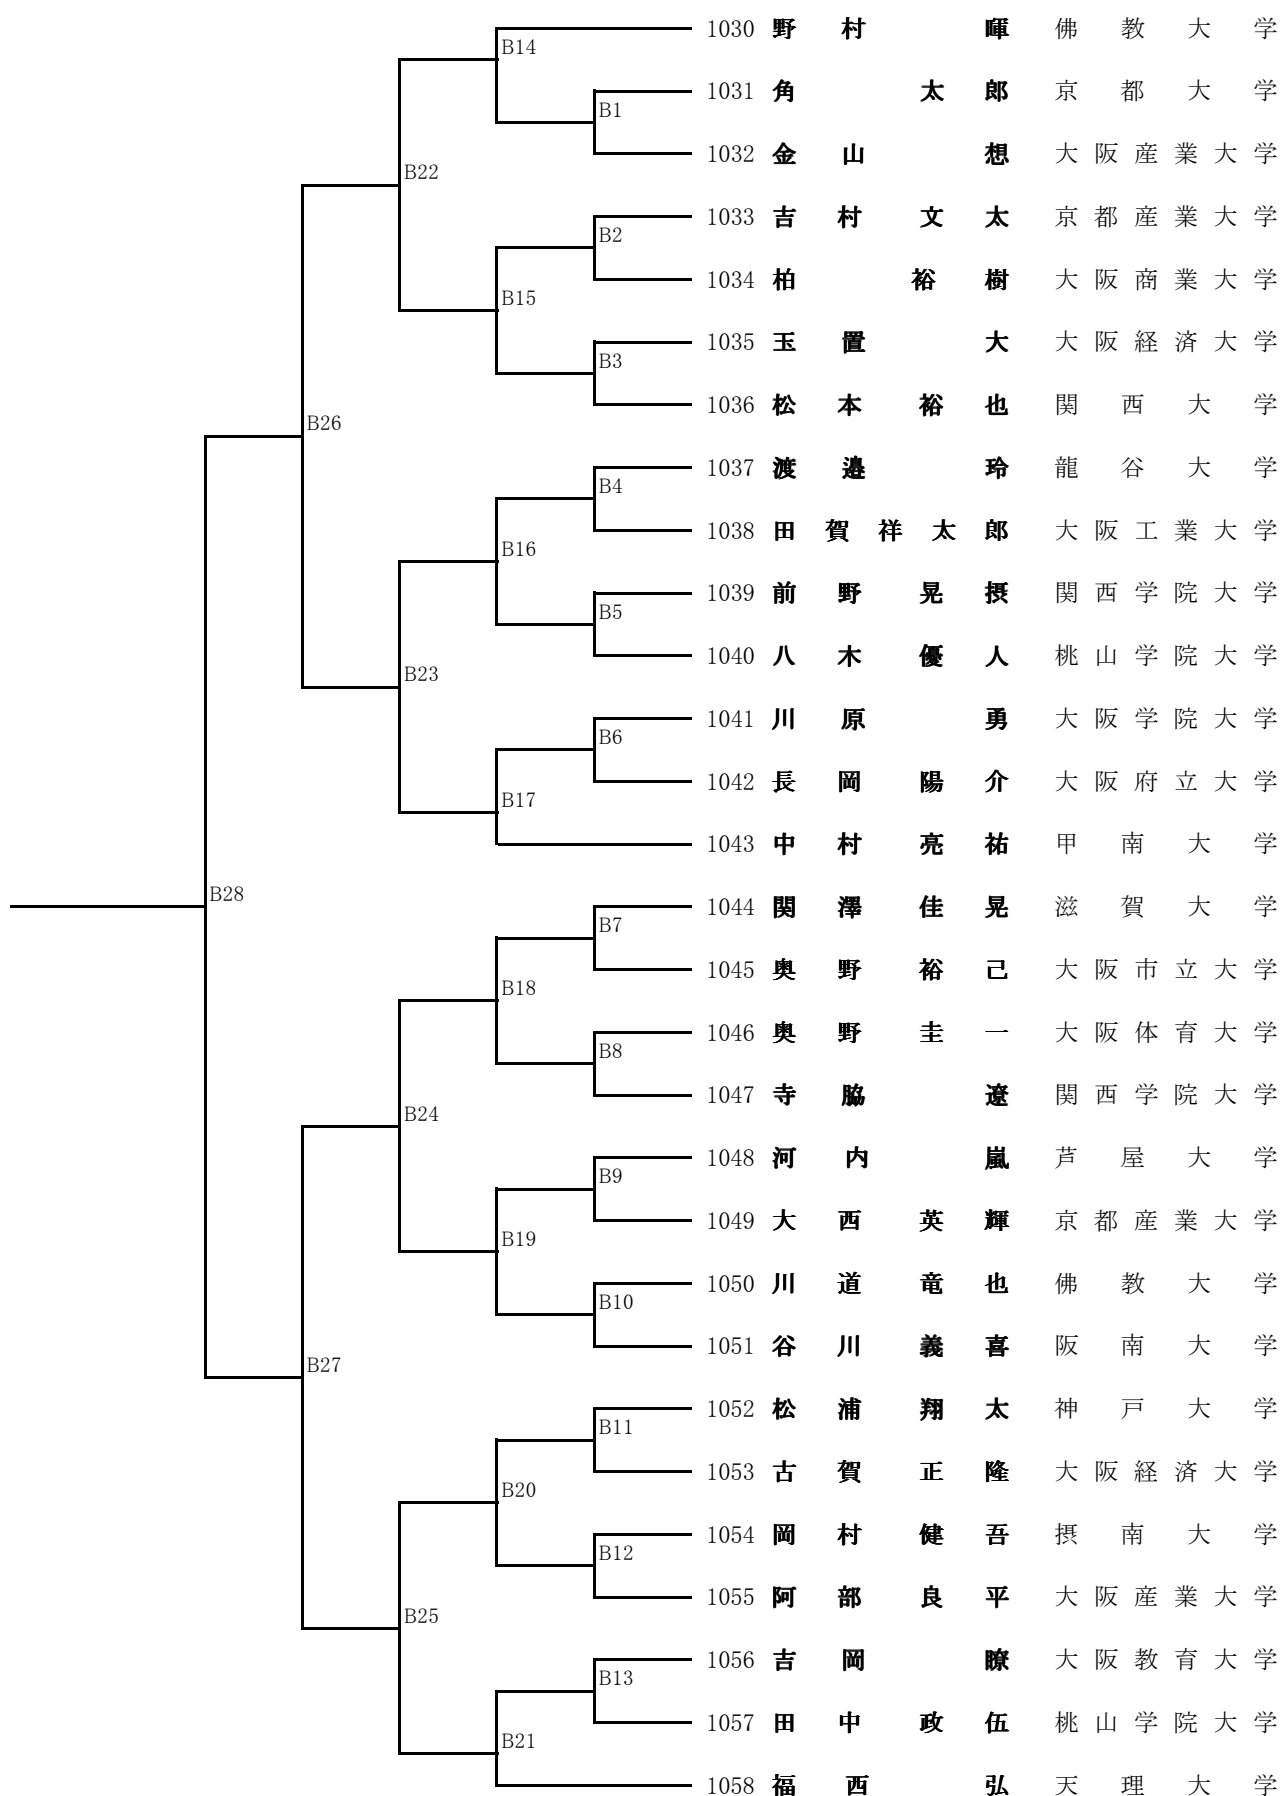 1030 野村 暉 佛教大学
B14
1031 角 太郎 京都大学
B1
1032 金山 想 大阪産業大学
B22
1033 吉村 文太 京都産業大学
B2
1034 柏 裕樹 大阪商業大学
B15
1035 玉置 大 大阪経済大学
B3
1036 松本 裕也 関西大学
B26
1037 渡邉 玲 龍谷大学
B4
1038 田賀祥太郎 大阪工業大学
B16
1039 前野 晃摂 関西学院大学
B5
1040 八木 優人 桃山学院大学
B23
1041 川原 勇 大阪学院大学
B6
1042 長岡 陽介 大阪府立大学
B17
1043 中村 亮祐 甲南大学
B28
1044 関澤 佳晃 滋賀大学
B7
1045 奥野 裕己 大阪市立大学
B18
1046 奥野 圭一 大阪体育大学
B8
1047 寺脇 遼 関西学院大学
B24
1048 河内 嵐 芦屋大学
B9
1049 大西 英輝 京都産業大学
B19
1050 川道 竜也 佛教大学
B10
1051 谷川 義喜 阪南大学
B27
1052 松浦 翔太 神戸大学
B11
1053 古賀 正隆 大阪経済大学
B20
1054 岡村 健吾 摂南大学
B12
1055 阿部 良平 大阪産業大学
B25
1056 吉岡 瞭 大阪教育大学
B13
1057 田中 政伍 桃山学院大学
B21
1058 福西 弘 天理大学